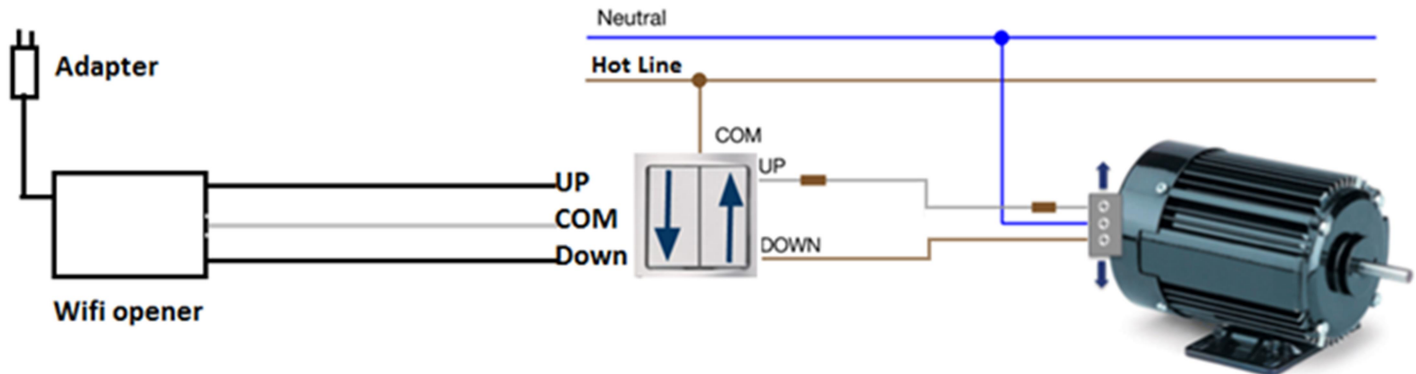 Neutral
Adapter
Hot Line
COM
UP
UP
COM
DOWN
Down
Wifi opener